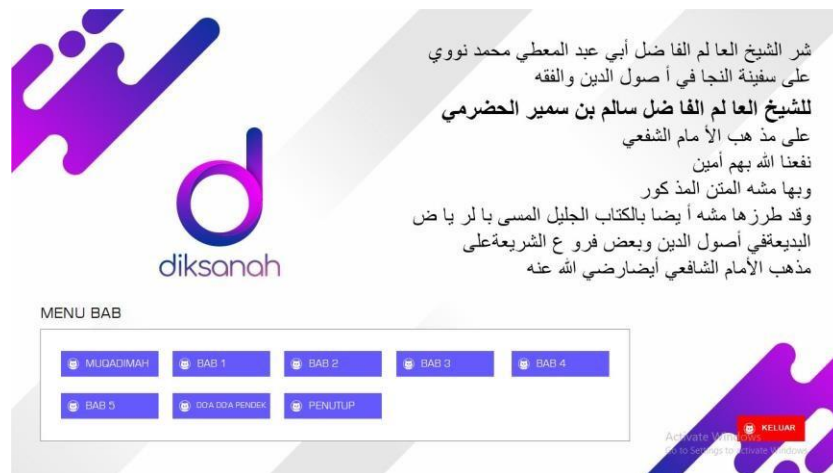 شر الشيخ العا لم الفا ضل أبي عبد المعطي محمد نووي
على سفينة النجا في أ صول الدين والفقه
للشيخ العا لم الفا ضل سالم بن سمير الحضرمي
على مذ هب الأ مام الشفعي
نفعنا الله بهم أمين
وبها مشه المتن المذ كور
وقد طرزها مشه أ يضا بالكتاب الجليل المسى با لر يا ض
البديعةفي أصول الدين وبعض فرو ع الشريعةعلى
مذهب الأمام الشافعي أيضارضي الله عنه
diksanah
MENU BAB
MUQADIMAH
BAB 1
BAB 2
BAB 3
BAB 4
BAB 5
DO'A DO'A PENDEK
PENUTUP
KELUAR
Activate Windows
Go to Settings to activate Windows.